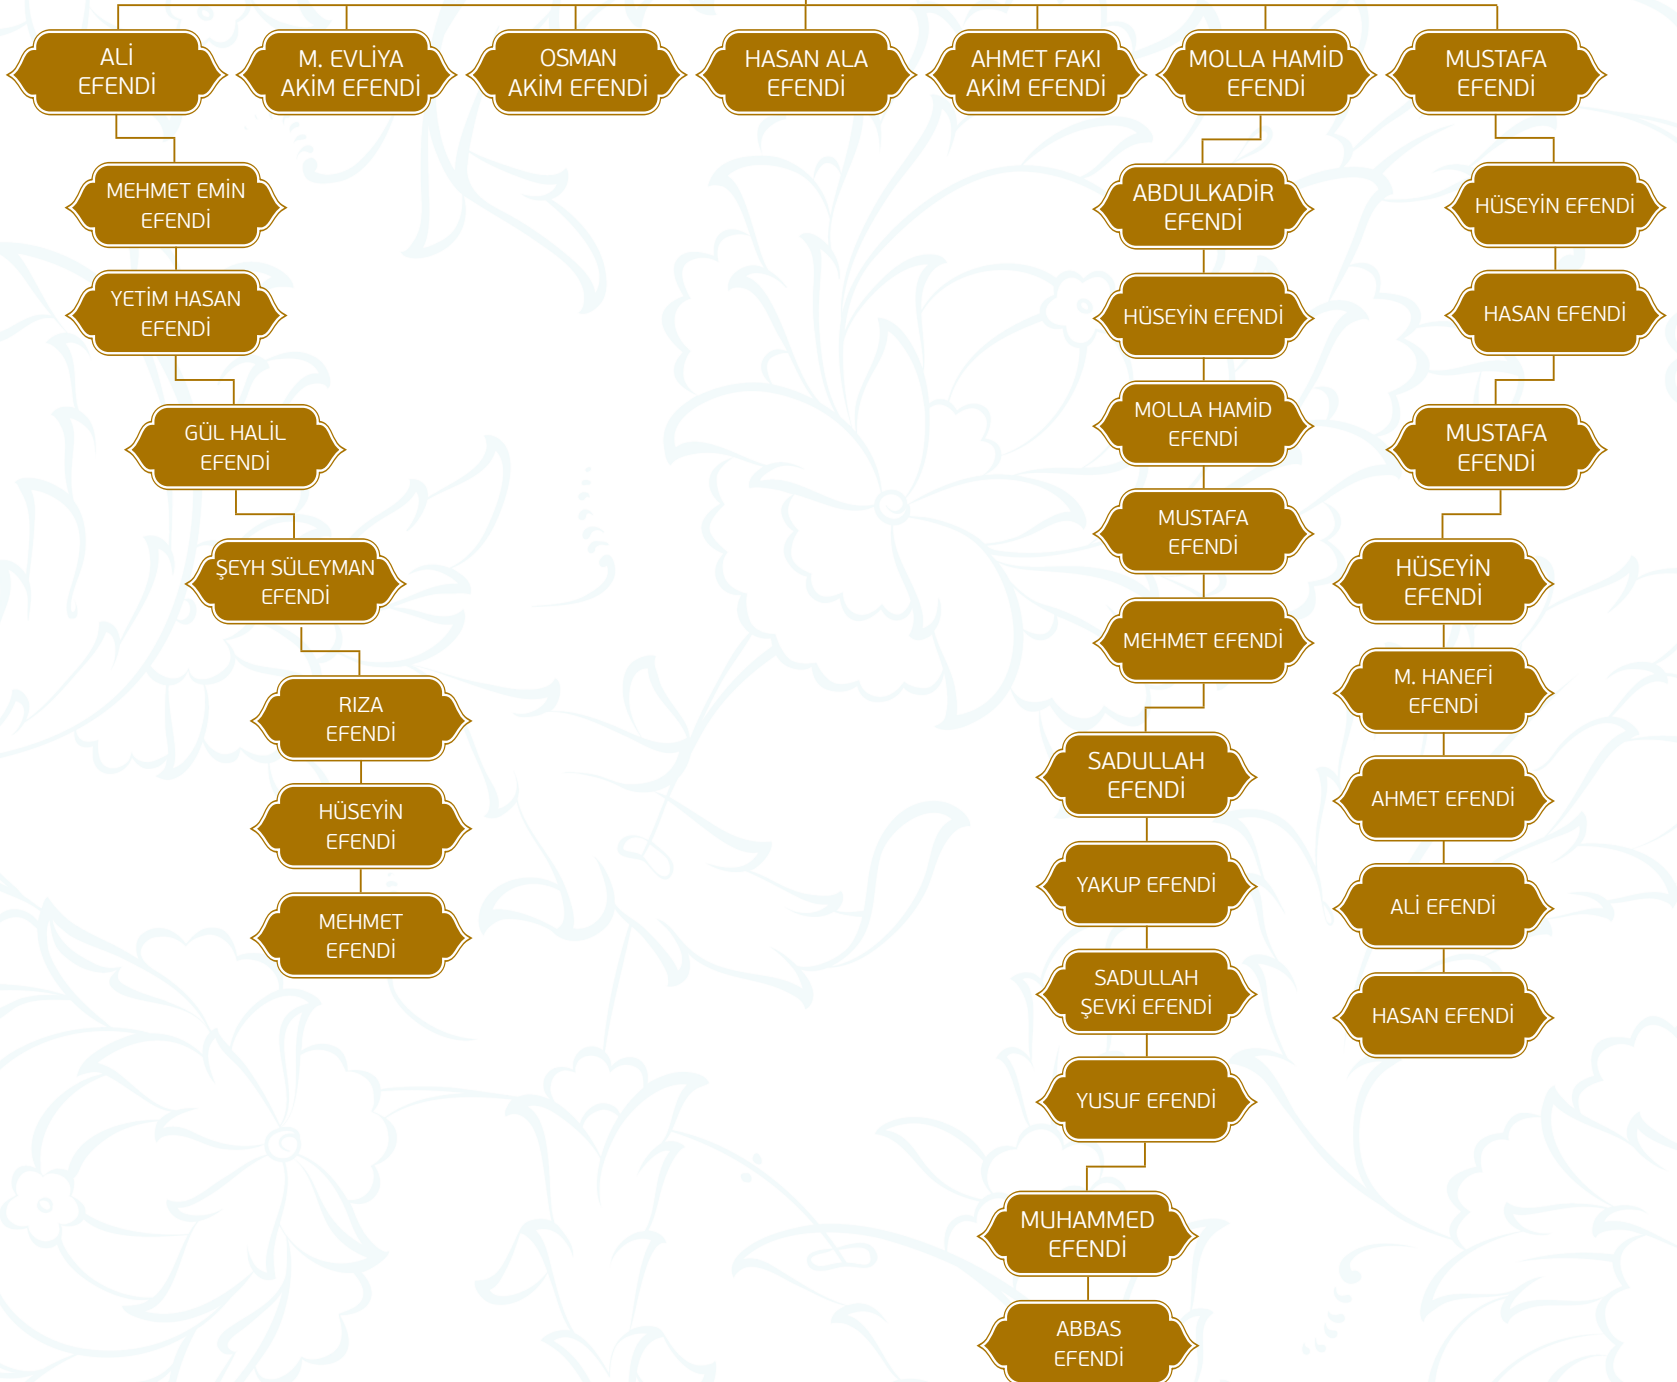 ALİ
EFENDİ
M. EVLİYA
AKİM EFENDİ
OSMAN
AKİM EFENDİ
HASAN ALA
EFENDİ
AHMET FAKI
AKİM EFENDİ
MOLLA HAMİD
EFENDİ
MUSTAFA
EFENDİ
MEHMET EMİN
EFENDİ
YETİM HASAN
EFENDİ
GÜL HALİL
EFENDİ
ŞEYH SÜLEYMAN
EFENDİ
RIZA
EFENDİ
HÜSEYİN
EFENDİ
MEHMET
EFENDİ
ABDULKADİR
EFENDİ
HÜSEYİN EFENDİ
MOLLA HAMİD
EFENDİ
MUSTAFA
EFENDİ
MEHMET EFENDİ
SADULLAH
EFENDİ
YAKUP EFENDİ
SADULLAH
ŞEVKİ EFENDİ
YUSUF EFENDİ
MUHAMMED
EFENDİ
ABBAS
EFENDİ
HÜSEYİN EFENDİ
HASAN EFENDİ
MUSTAFA
EFENDİ
HÜSEYİN
EFENDİ
M. HANEFİ
EFENDİ
AHMET EFENDİ
ALİ EFENDİ
HASAN EFENDİ